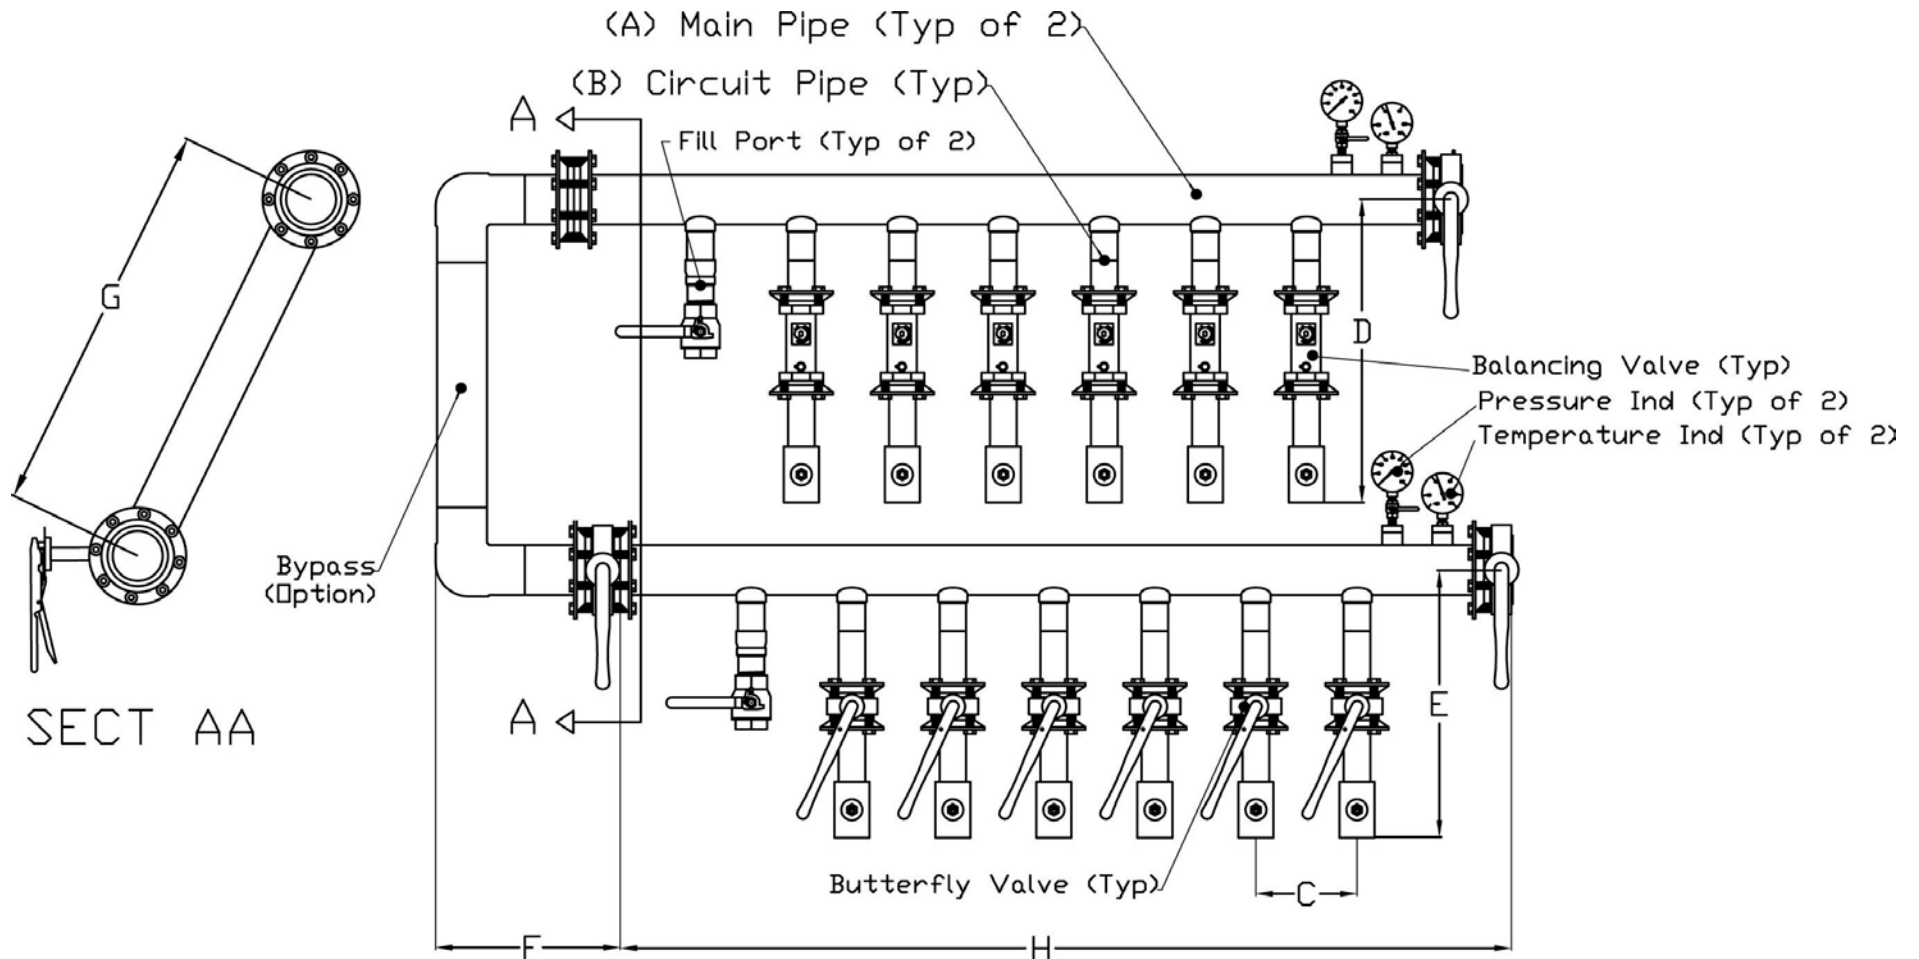 (A) Main Pipe (Typ of 2)
(B) Circuit Pipe (Typ)
A
Fill Port (Typ of 2)
G
D
Balancing Valve (Typ)
Pressure Ind (Typ of 2)
Temperature Ind (Typ of 2)
Bypass
(Option)
SECT AA
A
E
Butterfly Valve (Typ)
C
F
H